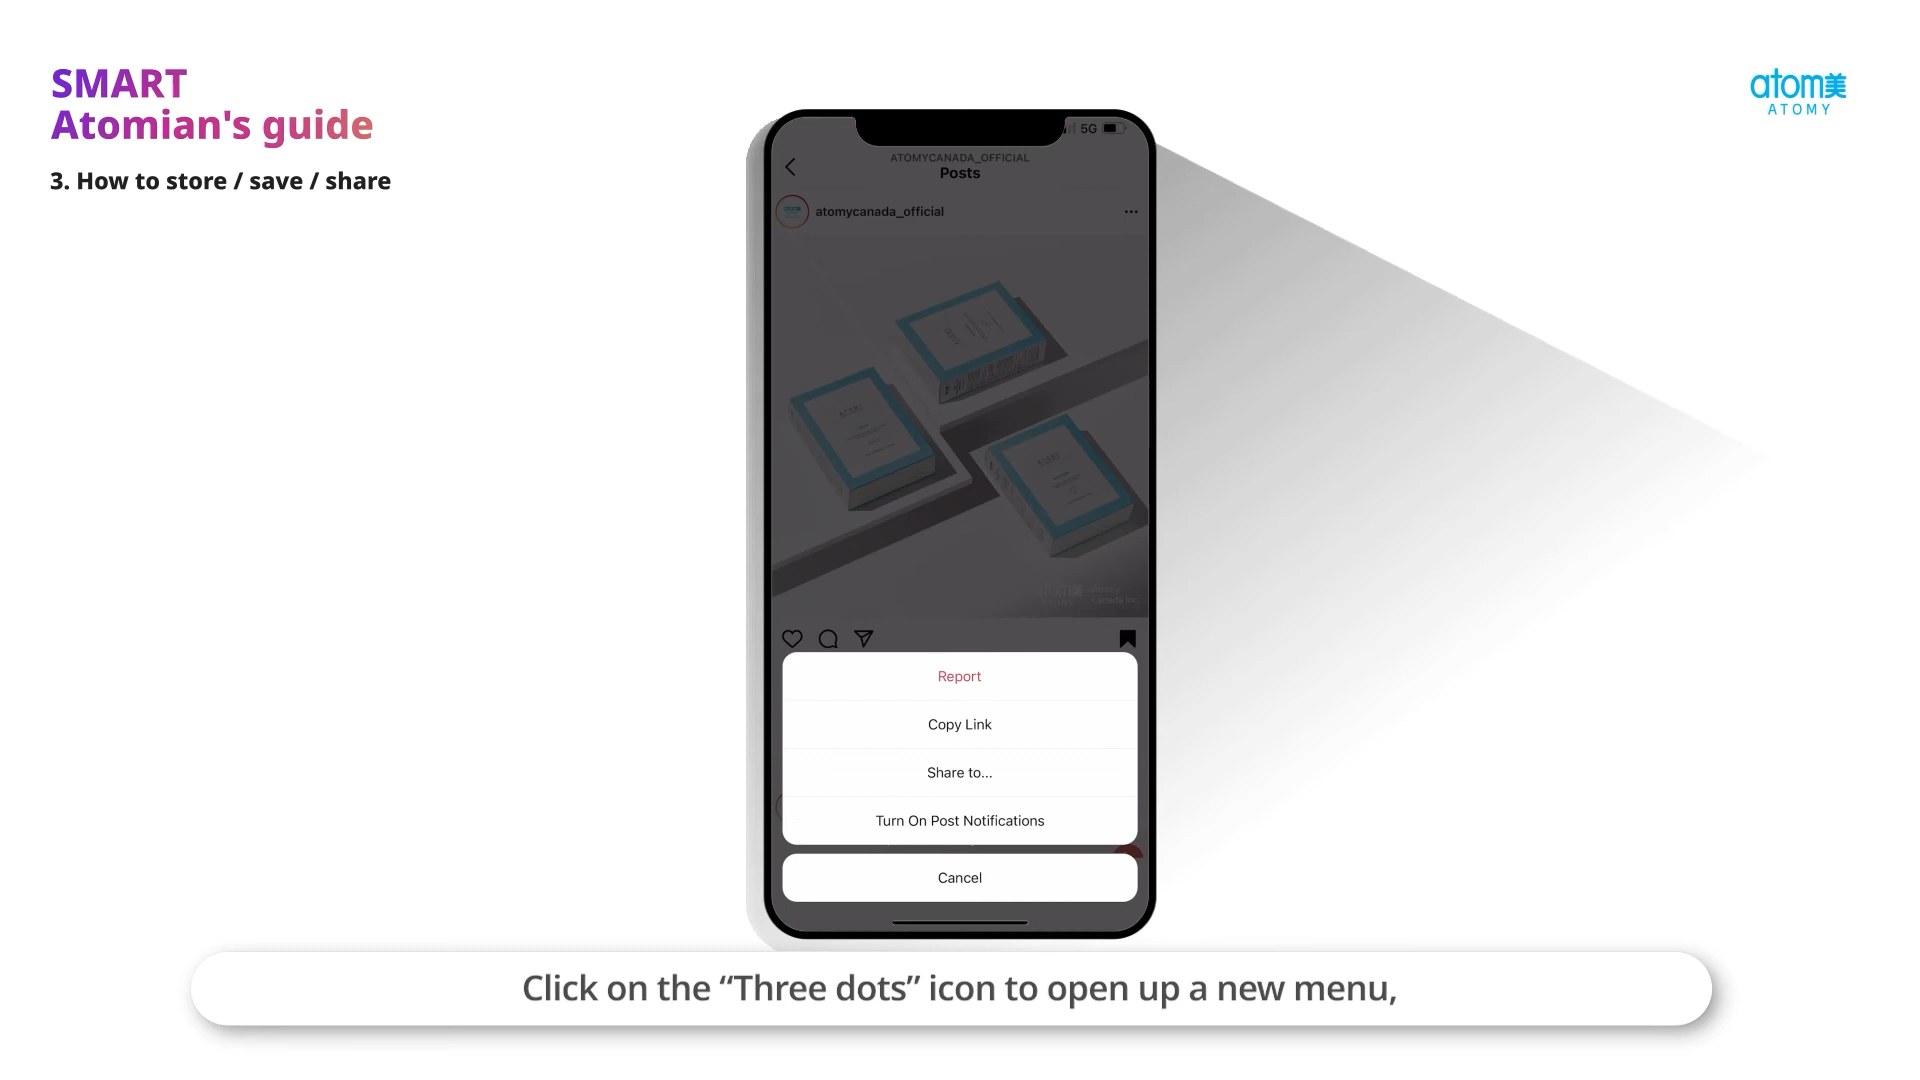 SMART
Atomian's guide
3. How to store / save / share
atom美
ATOMY
5G
ATOMYCANADA_OFFICIAL
Posts
atomycanada_official
Report
Copy Link
Share to...
Turn On Post Notifications
Cancel
Click on the “Three dots” icon to open up a new menu,